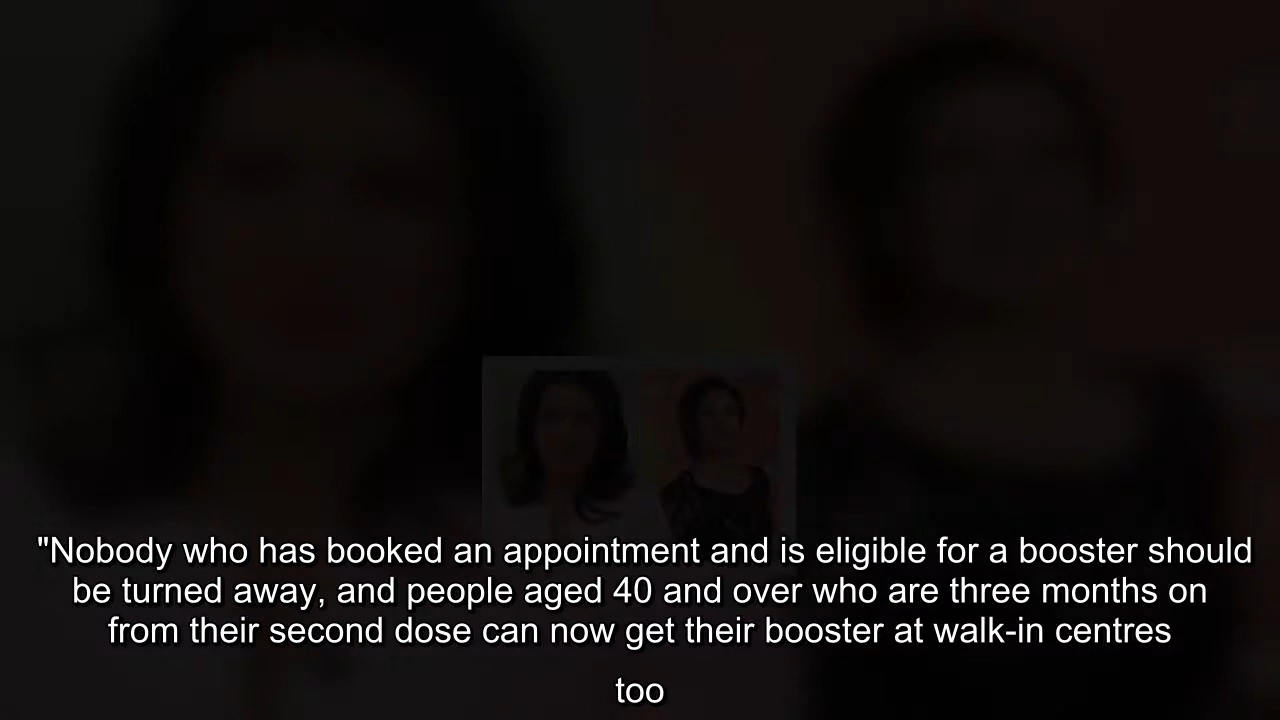 "Nobody who has booked an appointment and is eligible for a booster should
be turned away, and people aged 40 and over who are three months on
from their second dose can now get their booster at walk-in centres
too